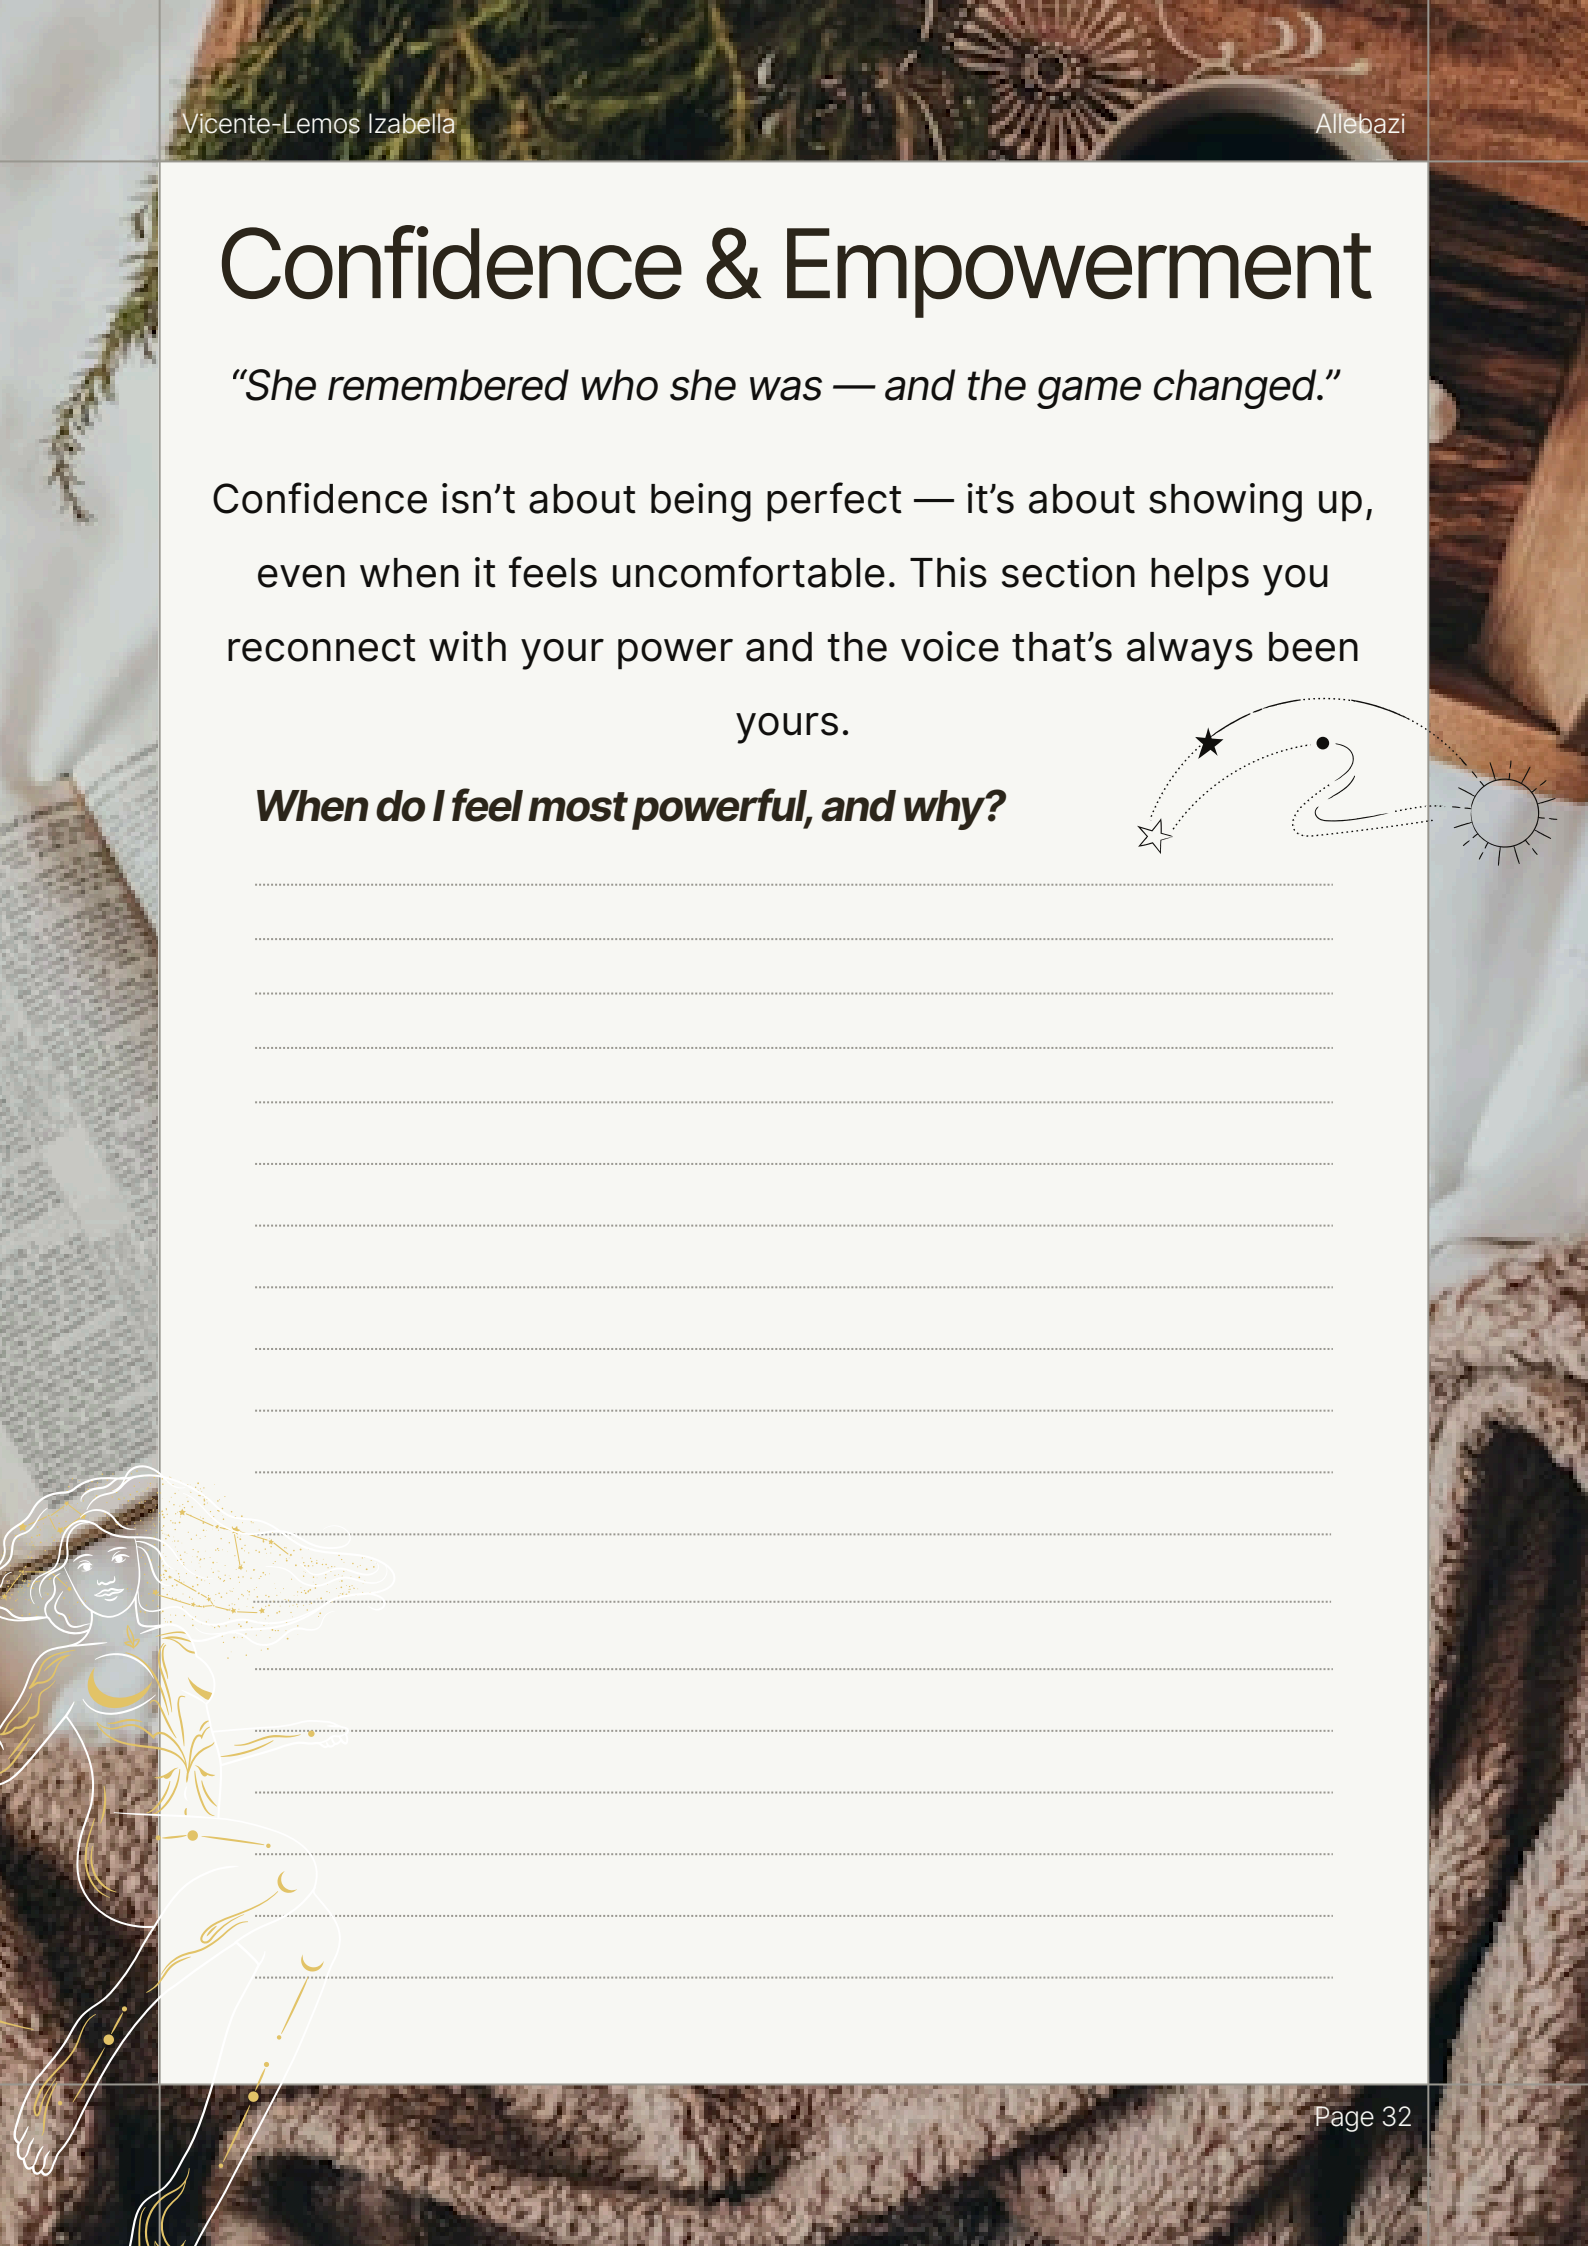 Vicente-Lemos Izabella
Allebazi
Confidence & Empowerment
“She remembered who she was — and the game changed.”
Confidence isn’t about being perfect — it’s about showing up,
even when it feels uncomfortable. This section helps you
reconnect with your power and the voice that’s always been
yours.
When do I feel most powerful, and why?
Page 32